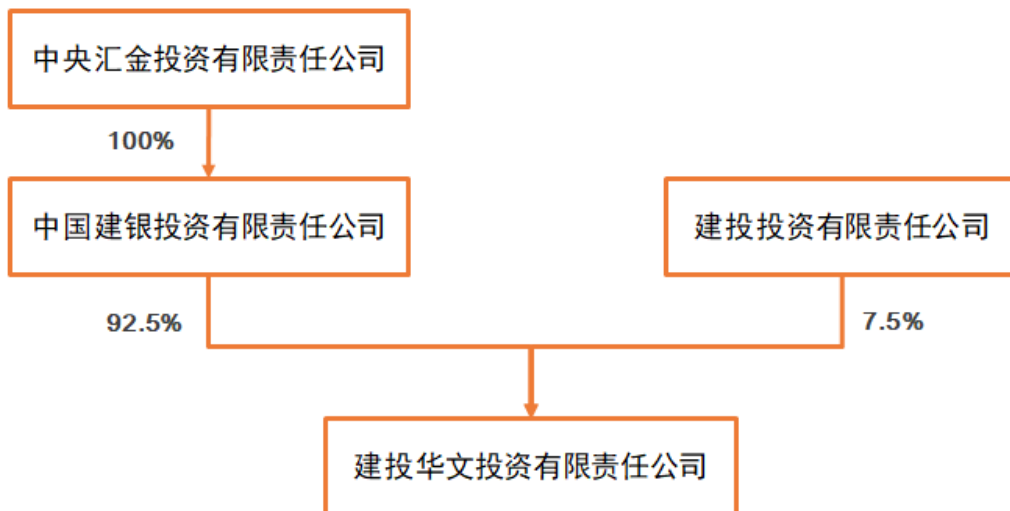 中央汇金投资有限责任公司
100%
中国建银投资有限责任公司
建投投资有限责任公司
92.5%
7.5%
建投华文投资有限责任公司